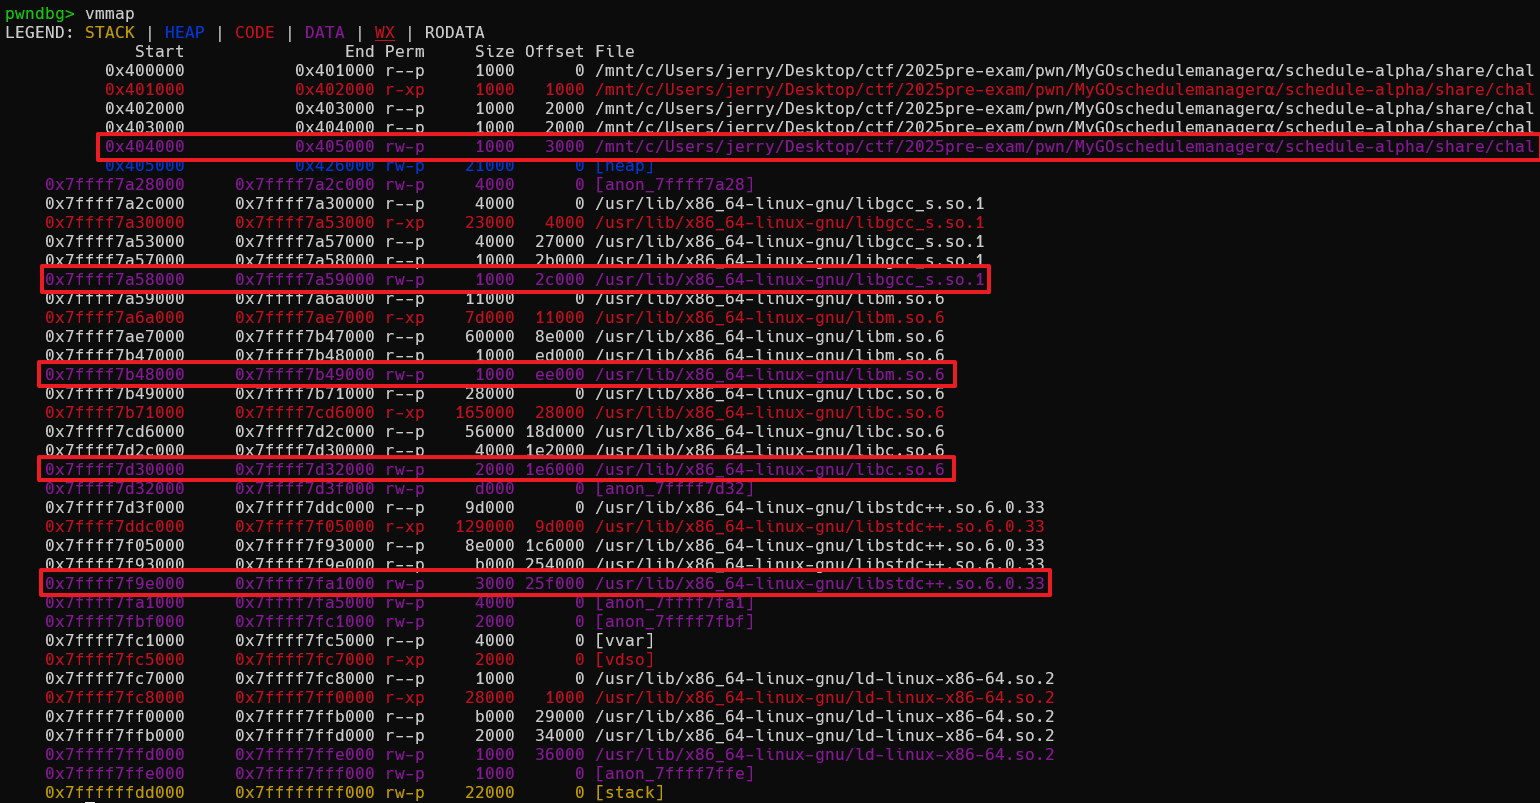 pwndbg> vmmap
LEGEND: STACK | HEAP | CODE | DATA | WX | RODATA
Start End Perm Size Offset File
0x400000 0x401000 r--p 1000 0 /mnt/c/Users/jerry/Desktop/ctf/2025pre-exam/pwn/MyGOschedulemanagerα/schedule-alpha/share/chal
0x401000 0x402000 r-xp 1000 1000 /mnt/c/Users/jerry/Desktop/ctf/2025pre-exam/pwn/MyGOschedulemanagerα/schedule-alpha/share/chal
0x402000 0x403000 r--p 1000 2000 /mnt/c/Users/jerry/Desktop/ctf/2025pre-exam/pwn/MyGOschedulemanagerα/schedule-alpha/share/chal
0x403000 0x404000 r--p 1000 2000 /mnt/c/Users/jerry/Desktop/ctf/2025pre-exam/pwn/MyGOschedulemanagerα/schedule-alpha/share/chal
0x404000 0x405000 rw-p 1000 3000 /mnt/c/Users/jerry/Desktop/ctf/2025pre-exam/pwn/MyGOschedulemanagerα/schedule-alpha/share/chal
0x405000 0x426000 rw-p 21000 0 [heap]
0x7ffff7a28000 0x7ffff7a2c000 rw-p 4000 0 [anon_7ffff7a28]
0x7ffff7a2c000 0x7ffff7a30000 r--p 4000 0 /usr/lib/x86_64-linux-gnu/libgcc_s.so.1
0x7ffff7a30000 0x7ffff7a53000 r-xp 23000 4000 /usr/lib/x86_64-linux-gnu/libgcc_s.so.1
0x7ffff7a53000 0x7ffff7a57000 r--p 4000 27000 /usr/lib/x86_64-linux-gnu/libgcc_s.so.1
0x7ffff7a57000 0x7ffff7a58000 r--p 1000 2b000 /usr/lib/x86_64-linux-gnu/libgcc_s.so.1
0x7ffff7a58000 0x7ffff7a59000 rw-p 1000 2c000 /usr/lib/x86_64-linux-gnu/libgcc_s.so.1
0x7ffff7a59000 0x7ffff7a6a000 r--p 11000 0 /usr/lib/x86_64-linux-gnu/libm.so.6
0x7ffff7a6a000 0x7ffff7ae7000 r-xp 7d000 11000 /usr/lib/x86_64-linux-gnu/libm.so.6
0x7ffff7ae7000 0x7ffff7b47000 r--p 60000 8e000 /usr/lib/x86_64-linux-gnu/libm.so.6
0x7ffff7b47000 0x7ffff7b48000 r--p 1000 ed000 /usr/lib/x86_64-linux-gnu/libm.so.6
0x7ffff7b48000 0x7ffff7b49000 rw-p 1000 ee000 /usr/lib/x86_64-linux-gnu/libm.so.6
0x7ffff7b49000 0x7ffff7b71000 r--p 28000 0 /usr/lib/x86_64-linux-gnu/libc.so.6
0x7ffff7b71000 0x7ffff7cd6000 r-xp 165000 28000 /usr/lib/x86_64-linux-gnu/libc.so.6
0x7ffff7cd6000 0x7ffff7d2c000 r--p 56000 18d000 /usr/lib/x86_64-linux-gnu/libc.so.6
0x7ffff7d2c000 0x7ffff7d30000 r--p 4000 1e2000 /usr/lib/x86_64-linux-gnu/libc.so.6
0x7ffff7d30000 0x7ffff7d32000 rw-p 2000 1e6000 /usr/lib/x86_64-linux-gnu/libc.so.6
0x7ffff7d32000 0x7ffff7d3f000 rw-p d000 0 [anon_7ffff7d32]
0x7ffff7d3f000 0x7ffff7ddc000 r--p 9d000 0 /usr/lib/x86_64-linux-gnu/libstdc++.so.6.0.33
0x7ffff7ddc000 0x7ffff7f05000 r-xp 129000 9d000 /usr/lib/x86_64-linux-gnu/libstdc++.so.6.0.33
0x7ffff7f05000 0x7ffff7f93000 r--p 8e000 1c6000 /usr/lib/x86_64-linux-gnu/libstdc++.so.6.0.33
0x7ffff7f93000 0x7ffff7f9e000 r--p b000 254000 /usr/lib/x86_64-linux-gnu/libstdc++.so.6.0.33
0x7ffff7f9e000 0x7ffff7fa1000 rw-p 3000 25f000 /usr/lib/x86_64-linux-gnu/libstdc++.so.6.0.33
0x7ffff7fa1000 0x7ffff7fa5000 rw-p 4000 0 [anon_7ffff7fa1]
0x7ffff7fbf000 0x7ffff7fc1000 rw-p 2000 0 [anon_7ffff7fbf]
0x7ffff7fc1000 0x7ffff7fc5000 r--p 4000 0 [vvar]
0x7ffff7fc5000 0x7ffff7fc7000 r-xp 2000 0 [vdso]
0x7ffff7fc7000 0x7ffff7fc8000 r--p 1000 0 /usr/lib/x86_64-linux-gnu/ld-linux-x86-64.so.2
0x7ffff7fc8000 0x7ffff7ff0000 r-xp 28000 1000 /usr/lib/x86_64-linux-gnu/ld-linux-x86-64.so.2
0x7ffff7ff0000 0x7ffff7ffb000 r--p b000 29000 /usr/lib/x86_64-linux-gnu/ld-linux-x86-64.so.2
0x7ffff7ffb000 0x7ffff7ffd000 r--p 2000 34000 /usr/lib/x86_64-linux-gnu/ld-linux-x86-64.so.2
0x7ffff7ffd000 0x7ffff7ffe000 rw-p 1000 36000 /usr/lib/x86_64-linux-gnu/ld-linux-x86-64.so.2
0x7ffff7ffe000 0x7ffff7fff000 rw-p 1000 0 [anon_7ffff7ffe]
0x7ffffffdd000 0x7ffffffff000 rw-p 22000 0 [stack]